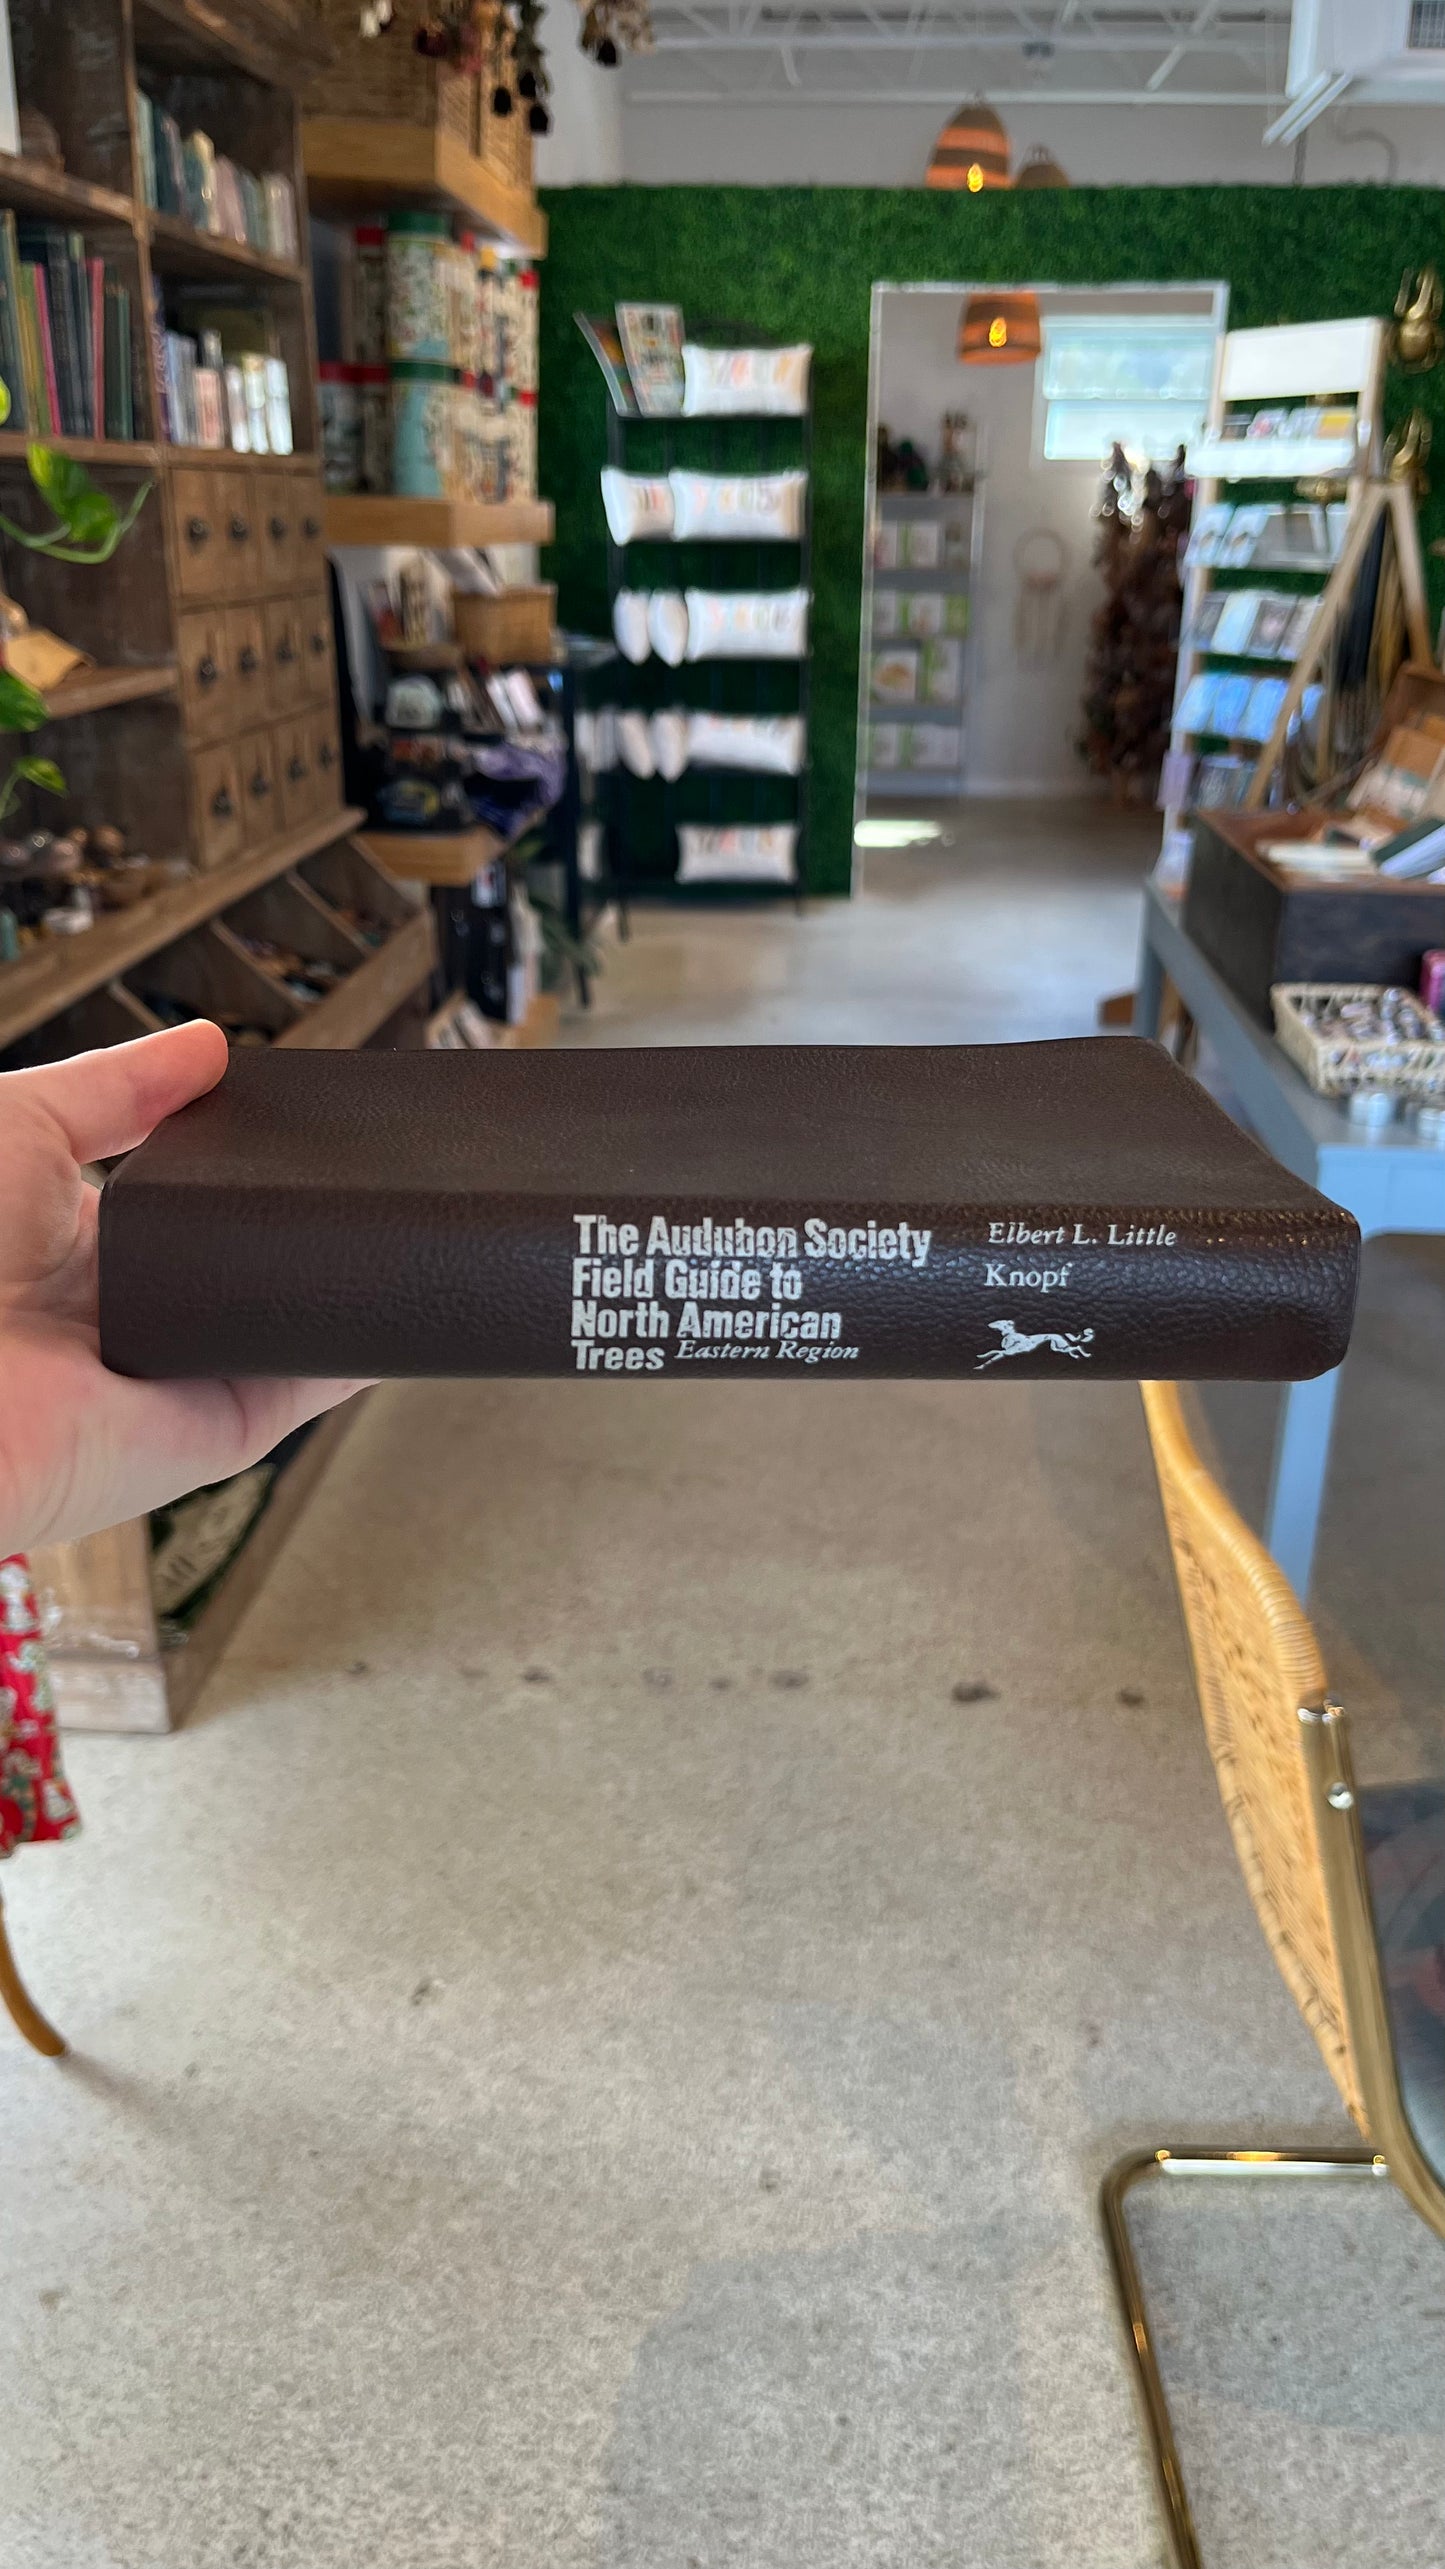 The Audubon Society
Field Guide to
North American
Trees Eastern Region
Elbert L. Little
Knopf